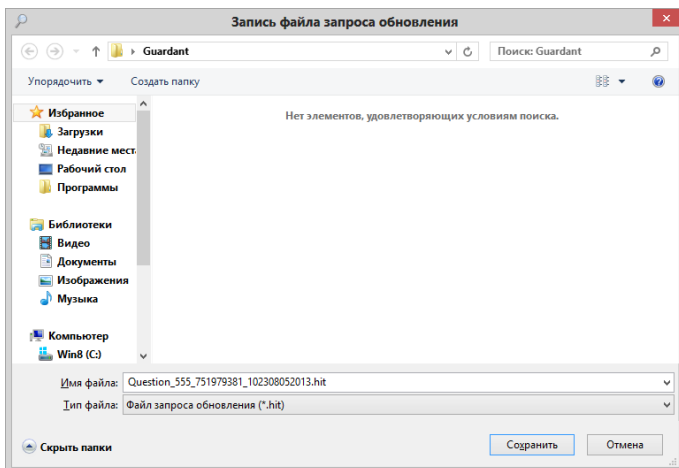 Запись файла запроса обновления
Guardant
Поиск: Guardant
Упорядочить
Создать папку
Избранное
Нет элементов, удовлетворяющих условиям поиска.
Загрузки
Недавние мест
Рабочий стол
Программы
Библиотеки
Видео
Документы
Изображения
Музыка
Компьютер
Win8 (C:)
Имя файла: Question_555_751979381_102308052013.hit
Тип файла: Файл запроса обновления (*.hit)
Скрыть папки
Сохранить
Отмена